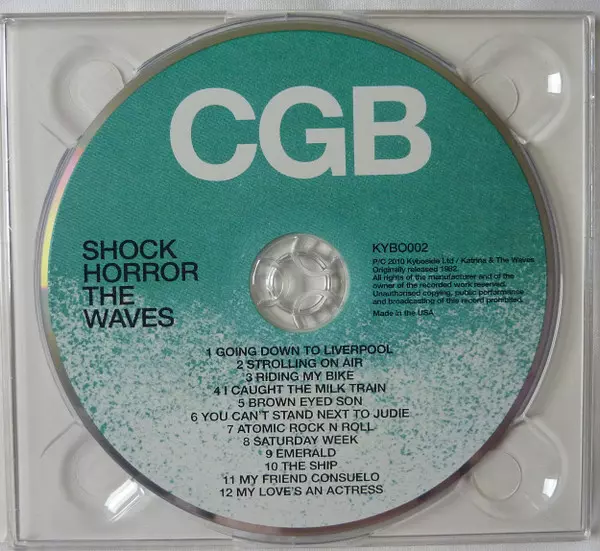 CGB
SHOCK
HORROR
THE
WAVES
KYBO002
P/C 2010 Kyboside Ltd / Katrina & The Waves
Originally released 1982.
All rights of the manufacturer and of the
owner of the recorded work reserved.
Unauthorised copying, public performance
and broadcasting of this record prohibited.
Made in the USA
1 GOING DOWN TO LIVERPOOL
2 STROLLING ON AIR
3 RIDING MY BIKE
4 I CAUGHT THE MILK TRAIN
5 BROWN EYED SON
6 YOU CAN'T STAND NEXT TO JUDIE
7 ATOMIC ROCK N ROLL
8 SATURDAY WEEK
9 EMERALD
10 THE SHIP
11 MY FRIEND CONSUELO
12 MY LOVE'S AN ACTRESS